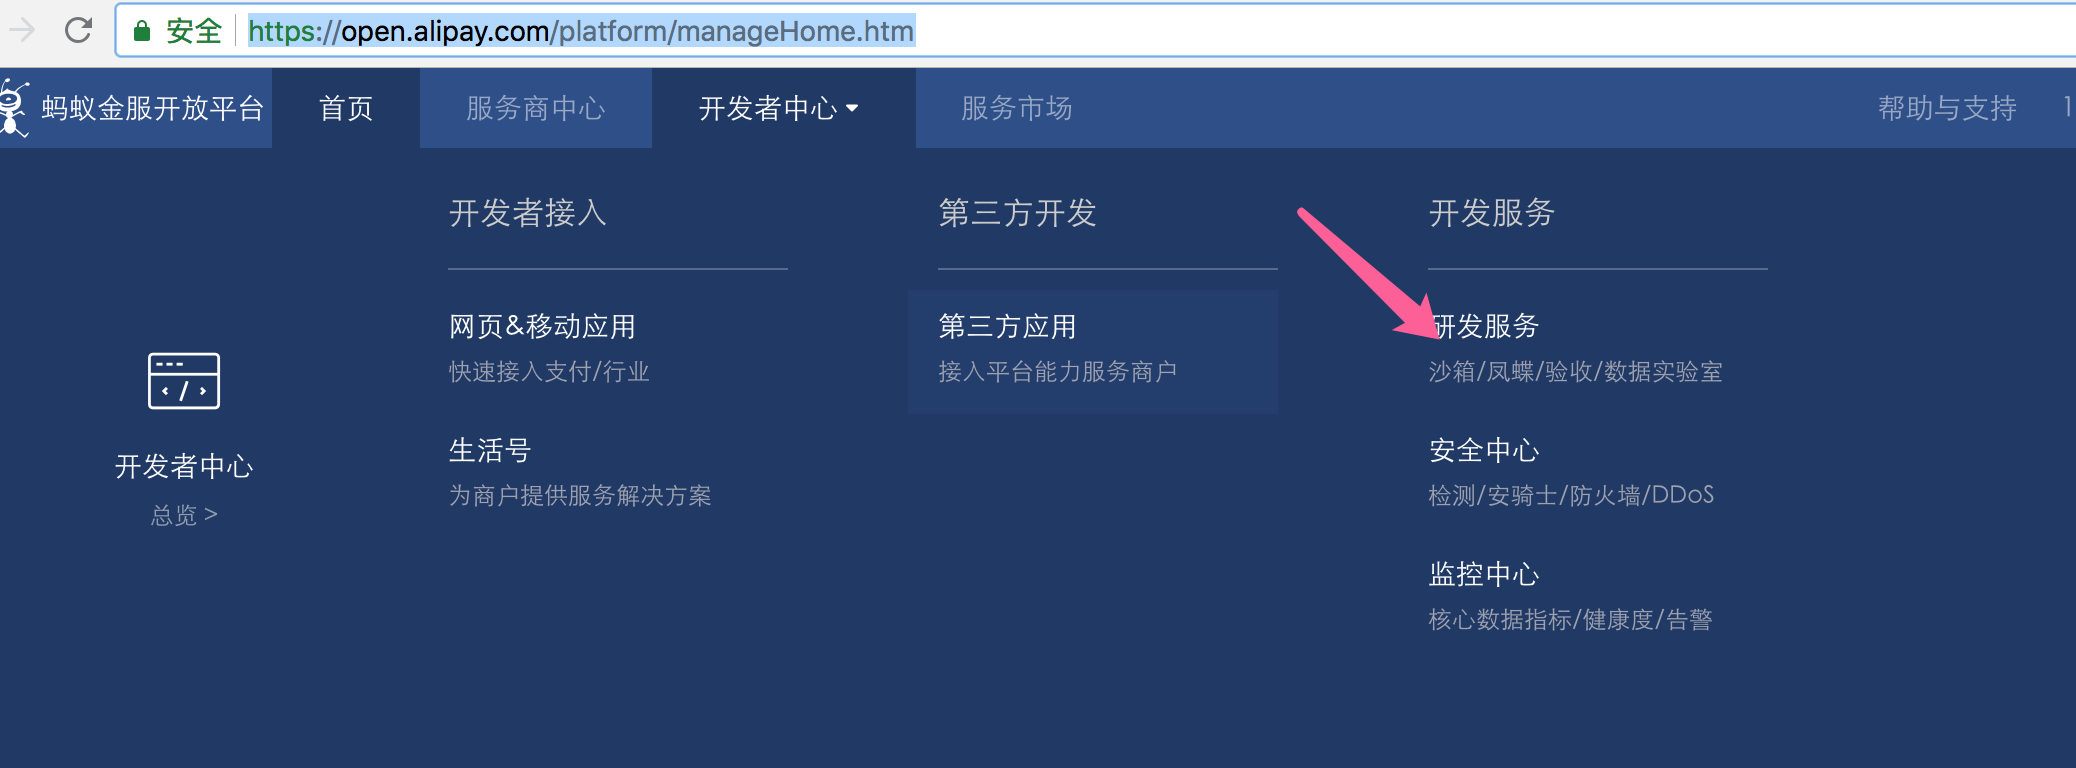 安全 https://open.alipay.com/platform/manageHome.htm
蚂蚁金服开放平台 首页 服务商中心 开发者中心 服务市场 帮助与支持 1
开发者中心
总览 >
开发者接入
网页&移动应用
快速接入支付/行业
生活号
为商户提供服务解决方案
第三方开发
第三方应用
接入平台能力服务商户
开发服务
研发服务
沙箱/凤蝶/验收/数据实验室
安全中心
检测/安骑士/防火墙/DDoS
监控中心
核心数据指标/健康度/告警